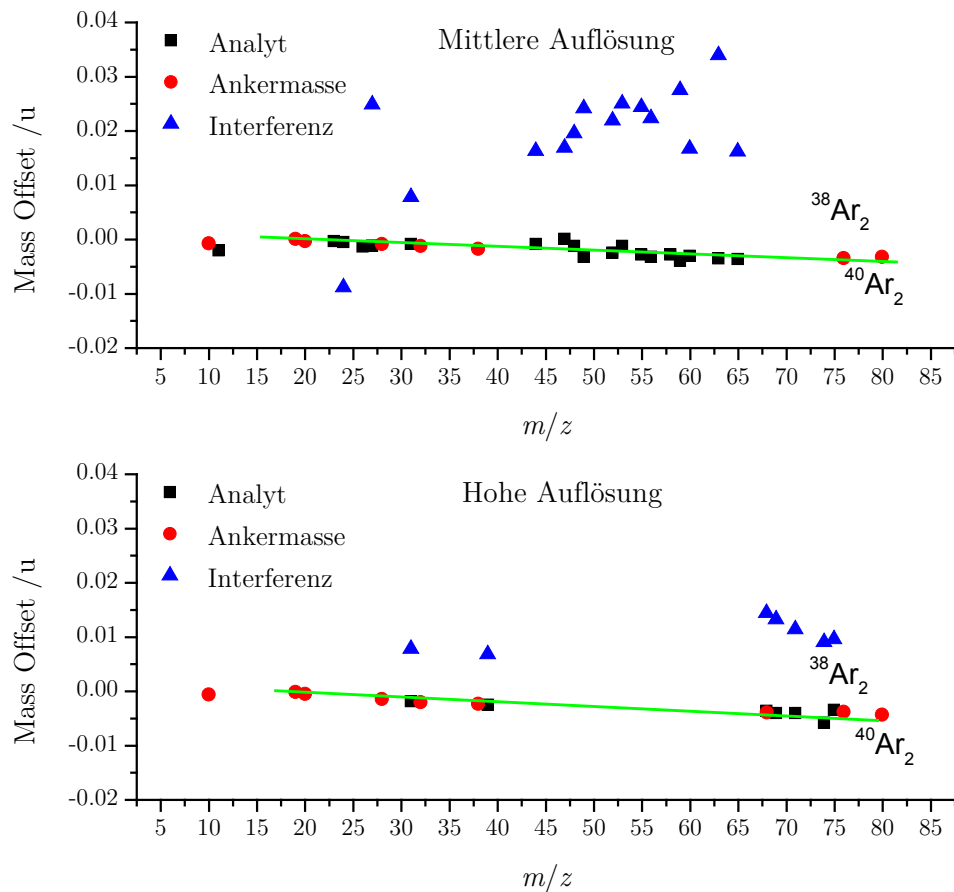 0.04
0.03
0.02
0.01
0.00
-0.01
-0.02
Mass Offset /u
Analyt
Ankermasse
Interferenz
Mittlere Auflösung
³⁸Ar₂
⁴⁰Ar₂
5 10 15 20 25 30 35 40 45 50 55 60 65 70 75 80 85
m/z
0.04
0.03
0.02
0.01
0.00
-0.01
-0.02
Mass Offset /u
Analyt
Ankermasse
Interferenz
Hohe Auflösung
³⁸Ar₂
⁴⁰Ar₂
5 10 15 20 25 30 35 40 45 50 55 60 65 70 75 80 85
m/z